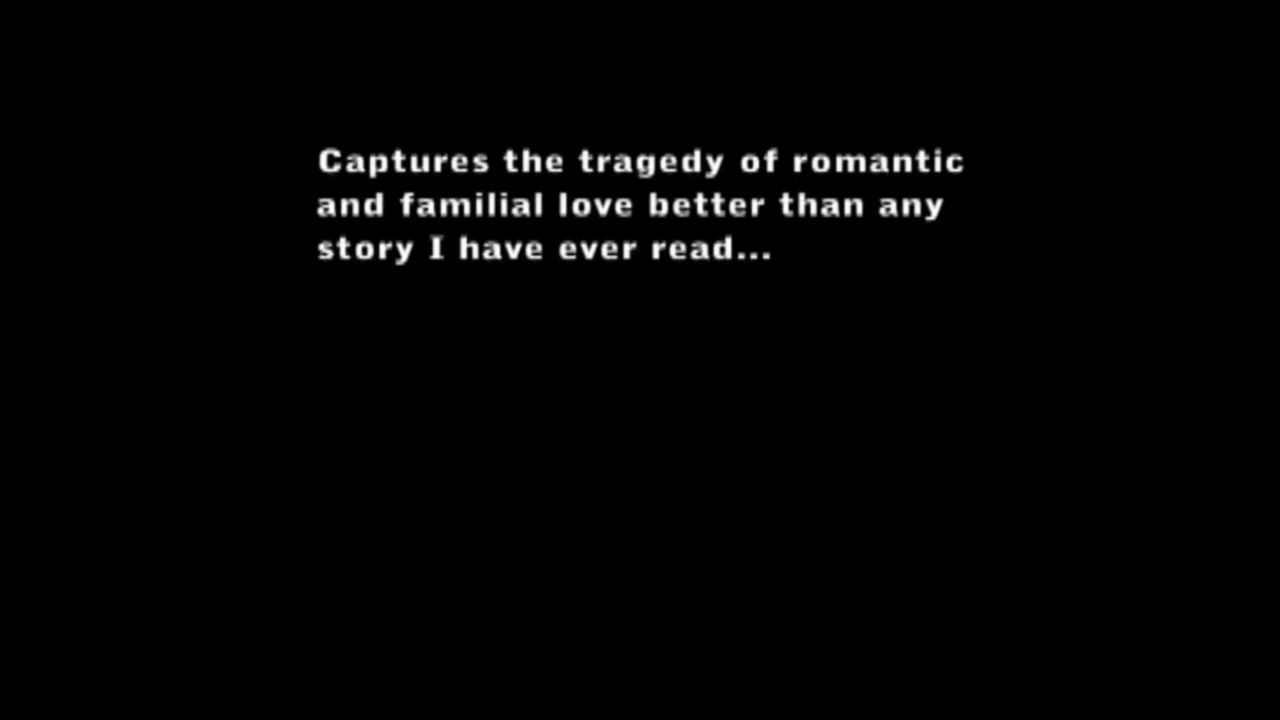 Captures the tragedy of romantic
and familial love better than any
story I have ever read...